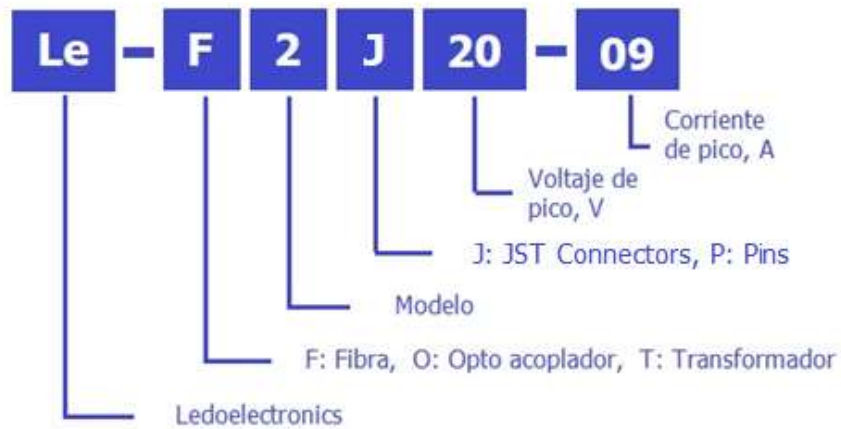 Le - F 2 J 20 - 09
Corriente
de pico, A
Voltaje de
pico, V
J: JST Connectors, P: Pins
Modelo
F: Fibra, O: Opto acoplador, T: Transformador
Ledoelectronics